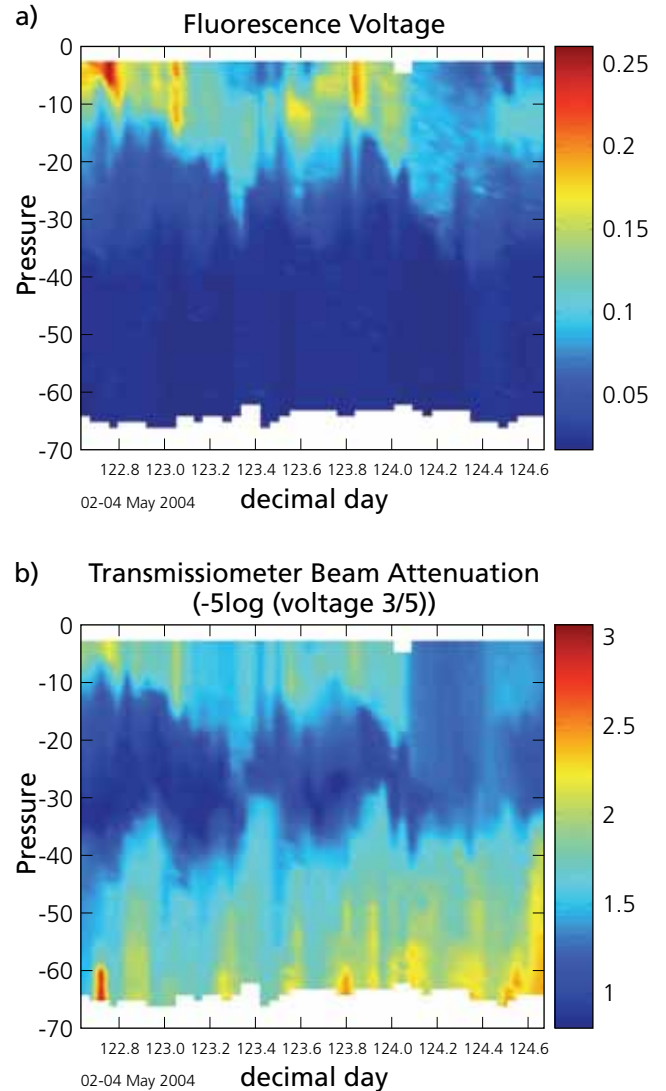 a)
Fluorescence Voltage
0
-10
-20
-30
-40
-50
-60
-70
Pressure
0.25
0.2
0.15
0.1
0.05
122.8 123.0 123.2 123.4 123.6 123.8 124.0 124.2 124.4 124.6
02-04 May 2004
decimal day
b)
Transmissiometer Beam Attenuation
(-5log (voltage 3/5))
0
-10
-20
-30
-40
-50
-60
-70
Pressure
3
2.5
2
1.5
1
122.8 123.0 123.2 123.4 123.6 123.8 124.0 124.2 124.4 124.6
02-04 May 2004
decimal day